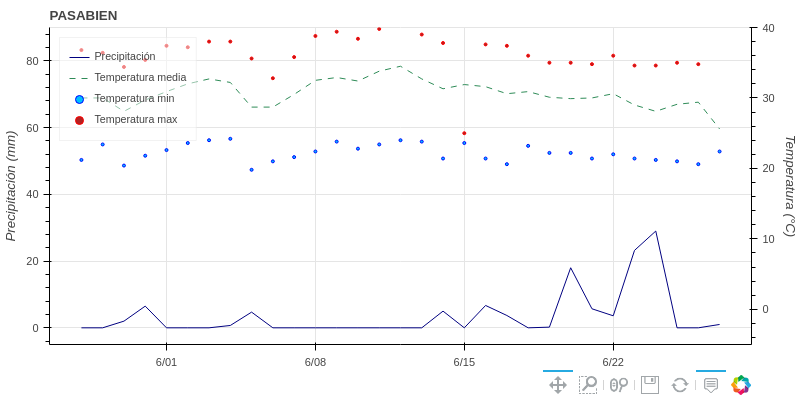 PASABIEN
Precipitación
Temperatura media
Temperatura min
Temperatura max
80
60
40
20
0
40
30
20
10
0
Precipitación (mm)
Temperatura (°C)
6/01
6/08
6/15
6/22